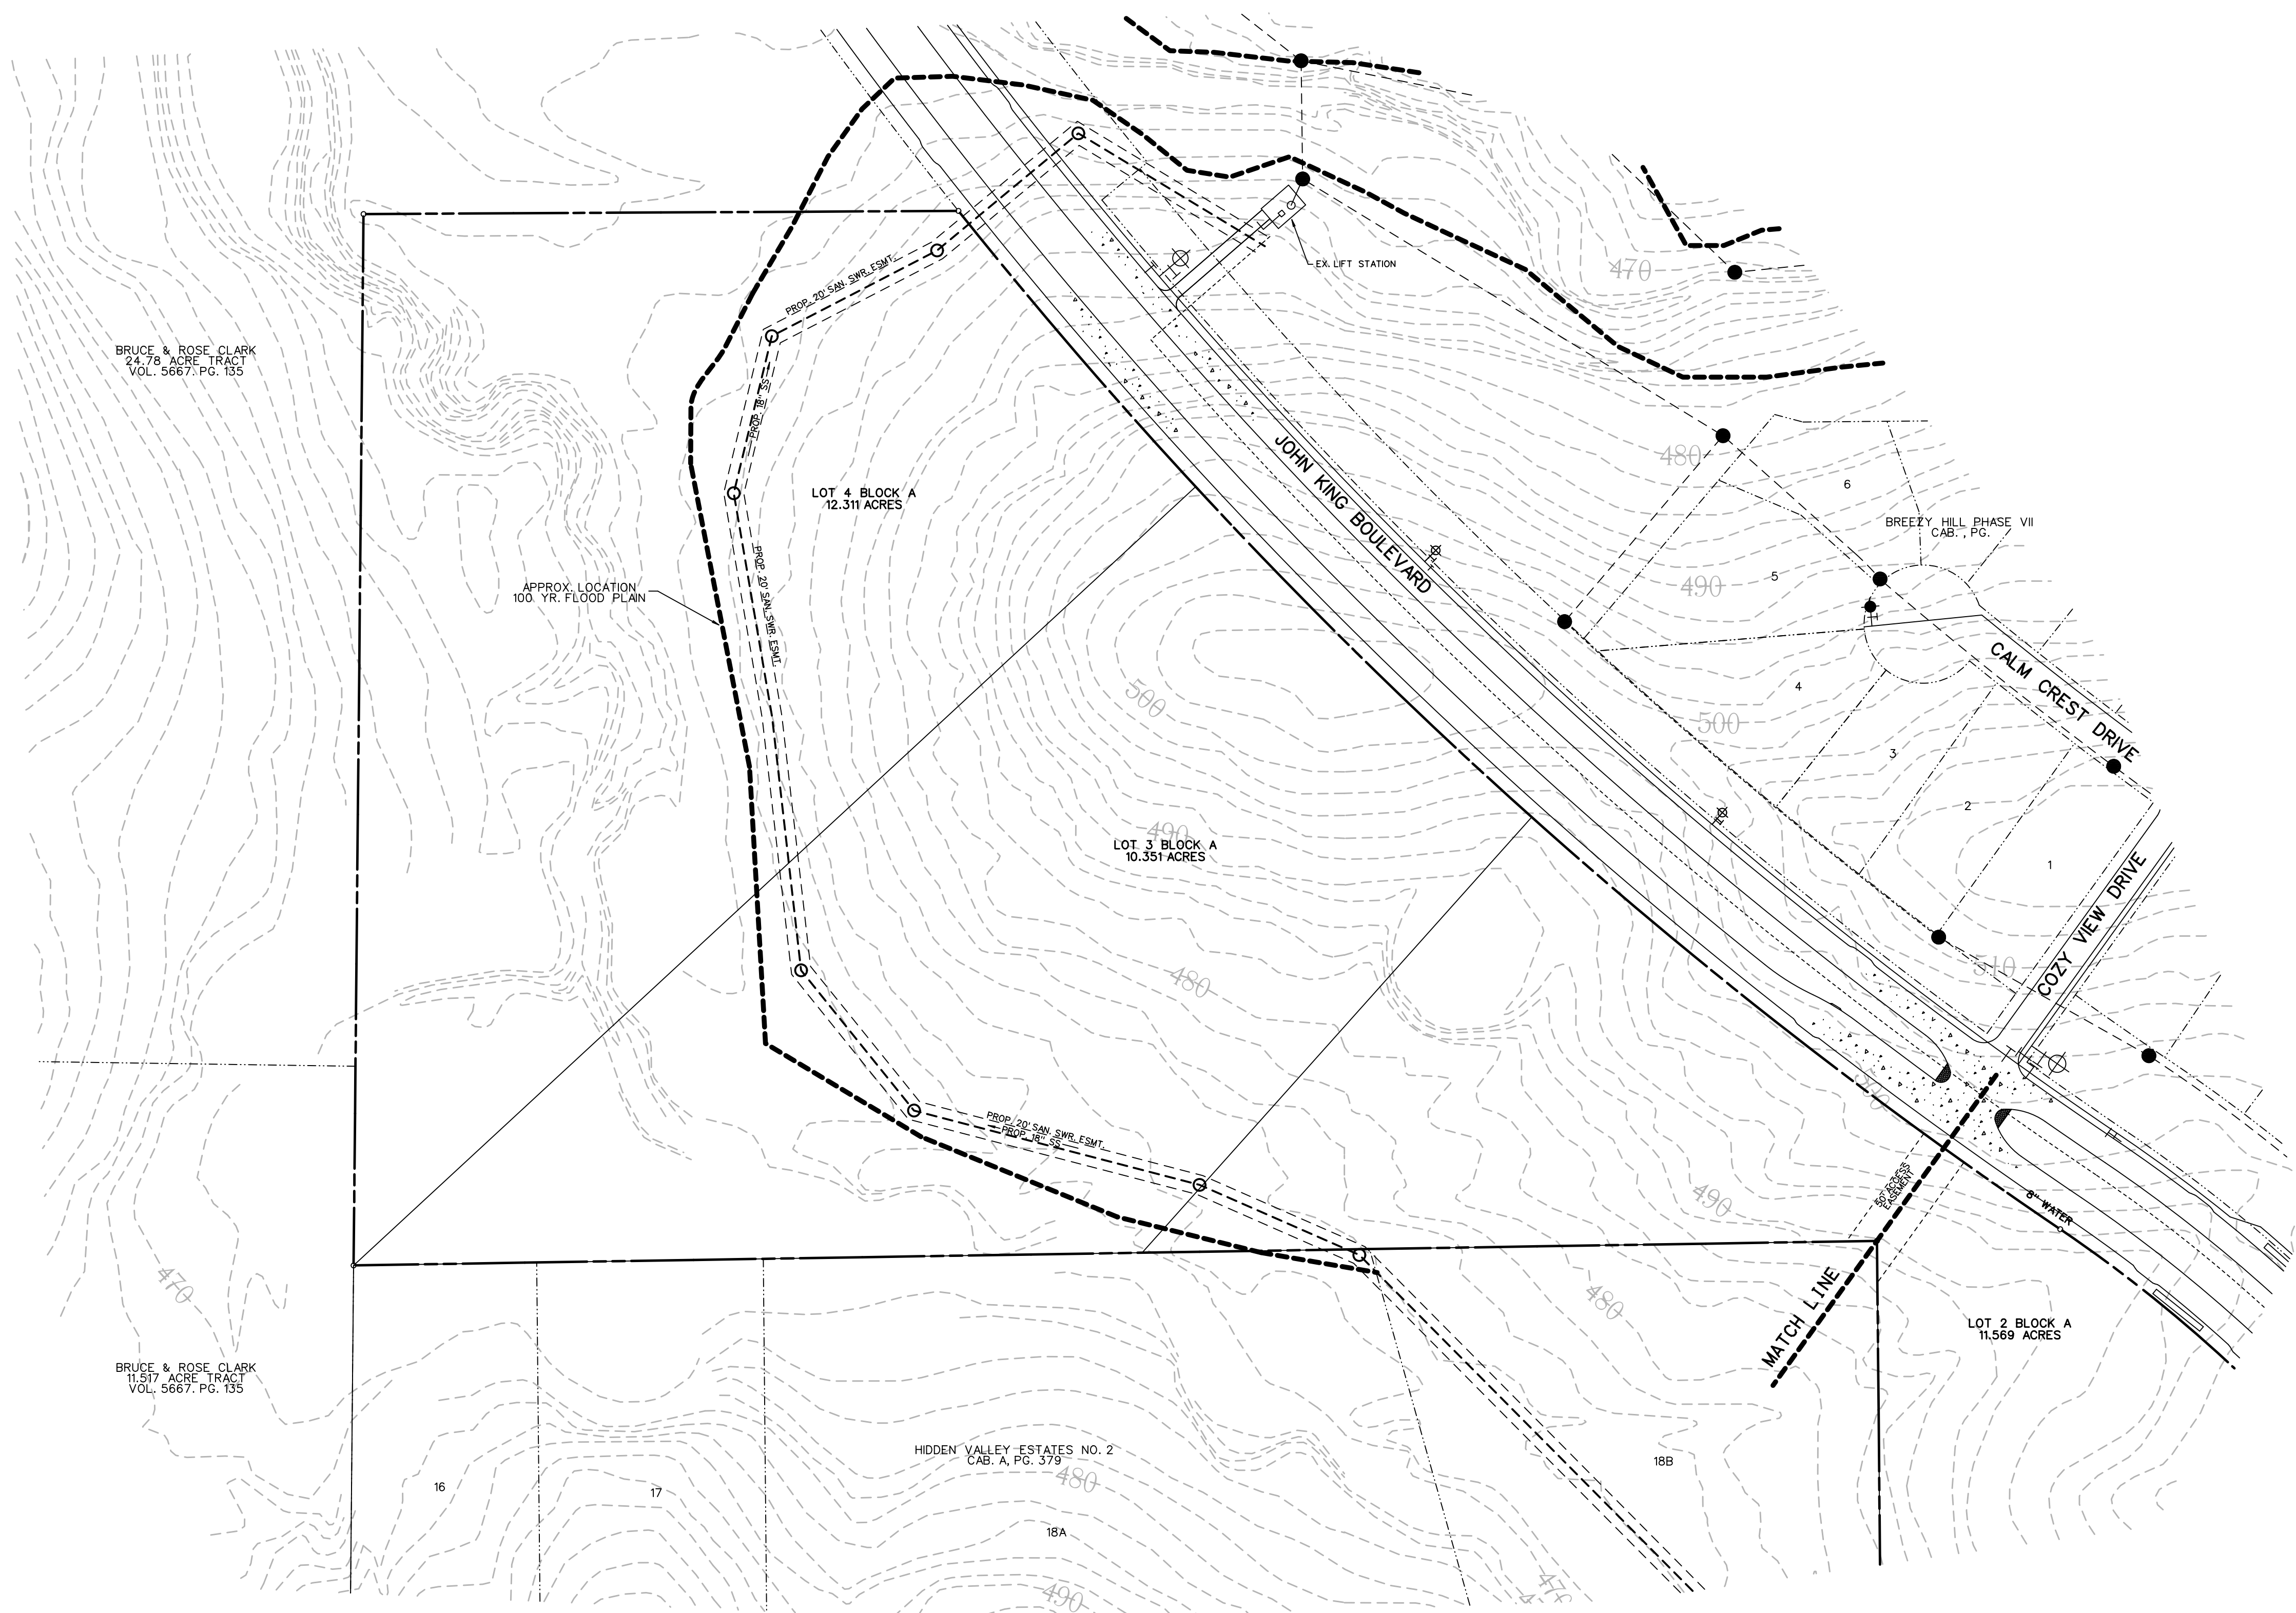 470
EX. LIFT STATION
PROP. 20' SAN. SWR. ESMT.
BRUCE & ROSE CLARK
24.78 ACRE TRACT
VOL. 5667. PG. 135
PROP. 18" SS
JOHN KING BOULEVARD
480
6
LOT 4 BLOCK A
12.311 ACRES
BREEZY HILL PHASE VII
CAB. , PG.
5
490
APPROX. LOCATION
100 YR. FLOOD PLAIN
PROP. 20' SAN. SWR. ESMT.
4
CALM CREST DRIVE
500
500
3
2
490
LOT 3 BLOCK A
10.351 ACRES
1
COZY VIEW DRIVE
510
480
500
PROP. 20' SAN. SWR. ESMT.
PROP. 18" SS
50' ACCESS
EASEMENT
490
8" WATER
470
480
MATCH LINE
LOT 2 BLOCK A
11.569 ACRES
BRUCE & ROSE CLARK
11.517 ACRE TRACT
VOL. 5667. PG. 135
HIDDEN VALLEY ESTATES NO. 2
CAB. A, PG. 379
480
18B
16
17
18A
490
470